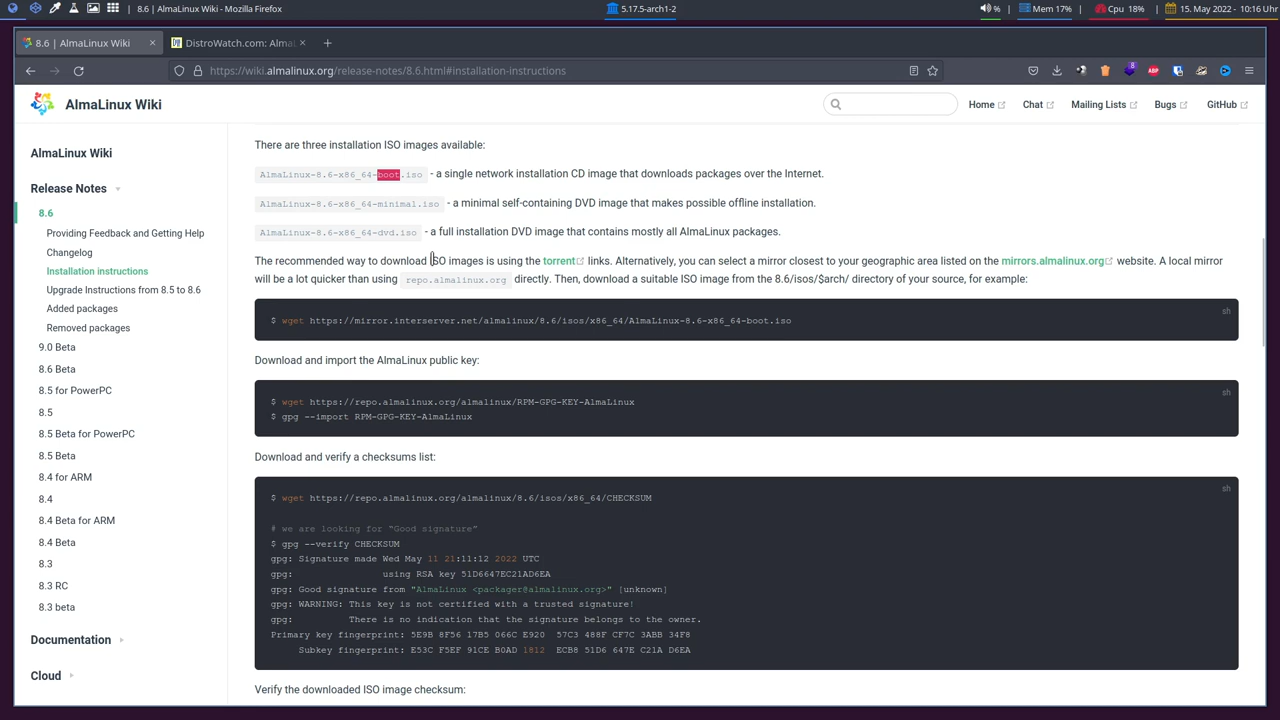 8.6 | AlmaLinux Wiki - Mozilla Firefox
5.17.5-arch1-2
%
Mem 17%
Cpu 18%
15. May 2022 - 10:16 Uhr
8.6 | AlmaLinux Wiki
DistroWatch.com: Alma
https://wiki.almalinux.org/release-notes/8.6.html#installation-instructions
8
ABP
AlmaLinux Wiki
Home
Chat
Mailing Lists
Bugs
GitHub
AlmaLinux Wiki
Release Notes
8.6
Providing Feedback and Getting Help
Changelog
Installation instructions
Upgrade Instructions from 8.5 to 8.6
Added packages
Removed packages
9.0 Beta
8.6 Beta
8.5 for PowerPC
8.5
8.5 Beta for PowerPC
8.5 Beta
8.4 for ARM
8.4
8.4 Beta for ARM
8.4 Beta
8.3
8.3 RC
8.3 beta
Documentation
Cloud
There are three installation ISO images available:
AlmaLinux-8.6-x86_64-boot.iso - a single network installation CD image that downloads packages over the Internet.
AlmaLinux-8.6-x86_64-minimal.iso - a minimal self-containing DVD image that makes possible offline installation.
AlmaLinux-8.6-x86_64-dvd.iso - a full installation DVD image that contains mostly all AlmaLinux packages.
The recommended way to download ISO images is using the torrent links. Alternatively, you can select a mirror closest to your geographic area listed on the mirrors.almalinux.org website. A local mirror
will be a lot quicker than using repo.almalinux.org directly. Then, download a suitable ISO image from the 8.6/isos/$arch/ directory of your source, for example:
sh
$ wget https://mirror.interserver.net/almalinux/8.6/isos/x86_64/AlmaLinux-8.6-x86_64-boot.iso
Download and import the AlmaLinux public key:
sh
$ wget https://repo.almalinux.org/almalinux/RPM-GPG-KEY-AlmaLinux
$ gpg --import RPM-GPG-KEY-AlmaLinux
Download and verify a checksums list:
sh
$ wget https://repo.almalinux.org/almalinux/8.6/isos/x86_64/CHECKSUM
# we are looking for “Good signature”
$ gpg --verify CHECKSUM
gpg: Signature made Wed May 11 21:11:12 2022 UTC
gpg: using RSA key 51D6647EC21AD6EA
gpg: Good signature from "AlmaLinux <packager@almalinux.org>" [unknown]
gpg: WARNING: This key is not certified with a trusted signature!
gpg: There is no indication that the signature belongs to the owner.
Primary key fingerprint: 5E9B 8F56 17B5 066C E920 57C3 488F CF7C 3ABB 34F8
Subkey fingerprint: E53C F5EF 91CE B0AD 1812 ECB8 51D6 647E C21A D6EA
Verify the downloaded ISO image checksum: